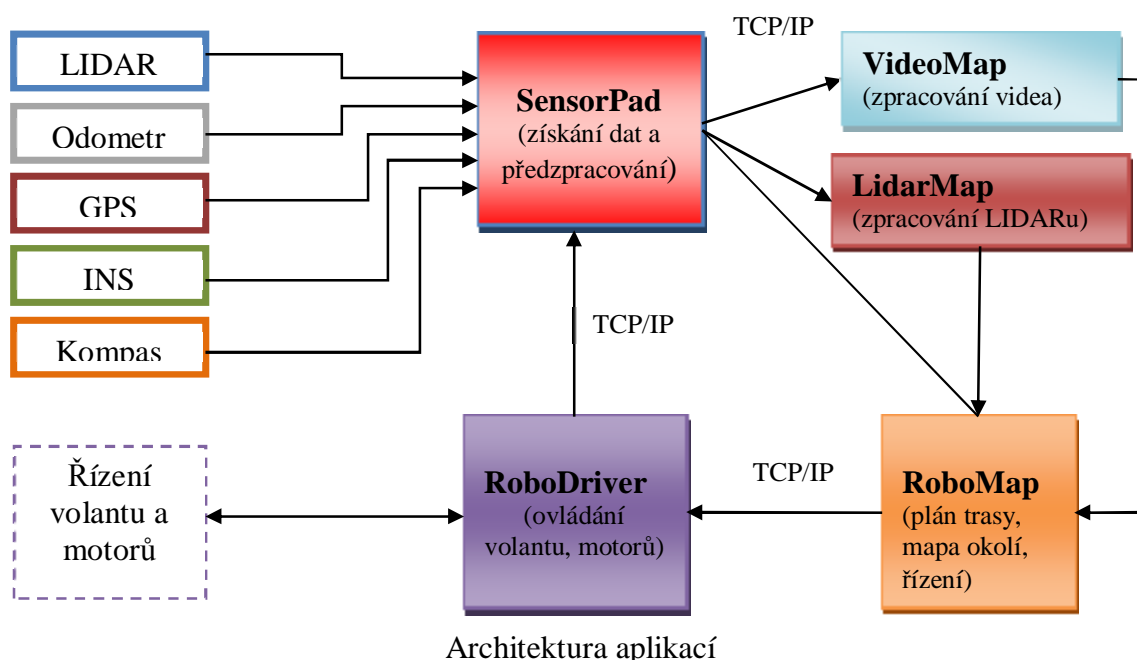 LIDAR
Odometr
GPS
INS
Kompas
SensorPad
(získání dat a
předzpracování)
TCP/IP
VideoMap
(zpracování videa)
LidarMap
(zpracování LIDARu)
TCP/IP
Řízení
volantu a
motorů
RoboDriver
(ovládání
volantu, motorů)
TCP/IP
RoboMap
(plán trasy,
mapa okolí,
řízení)
Architektura aplikací